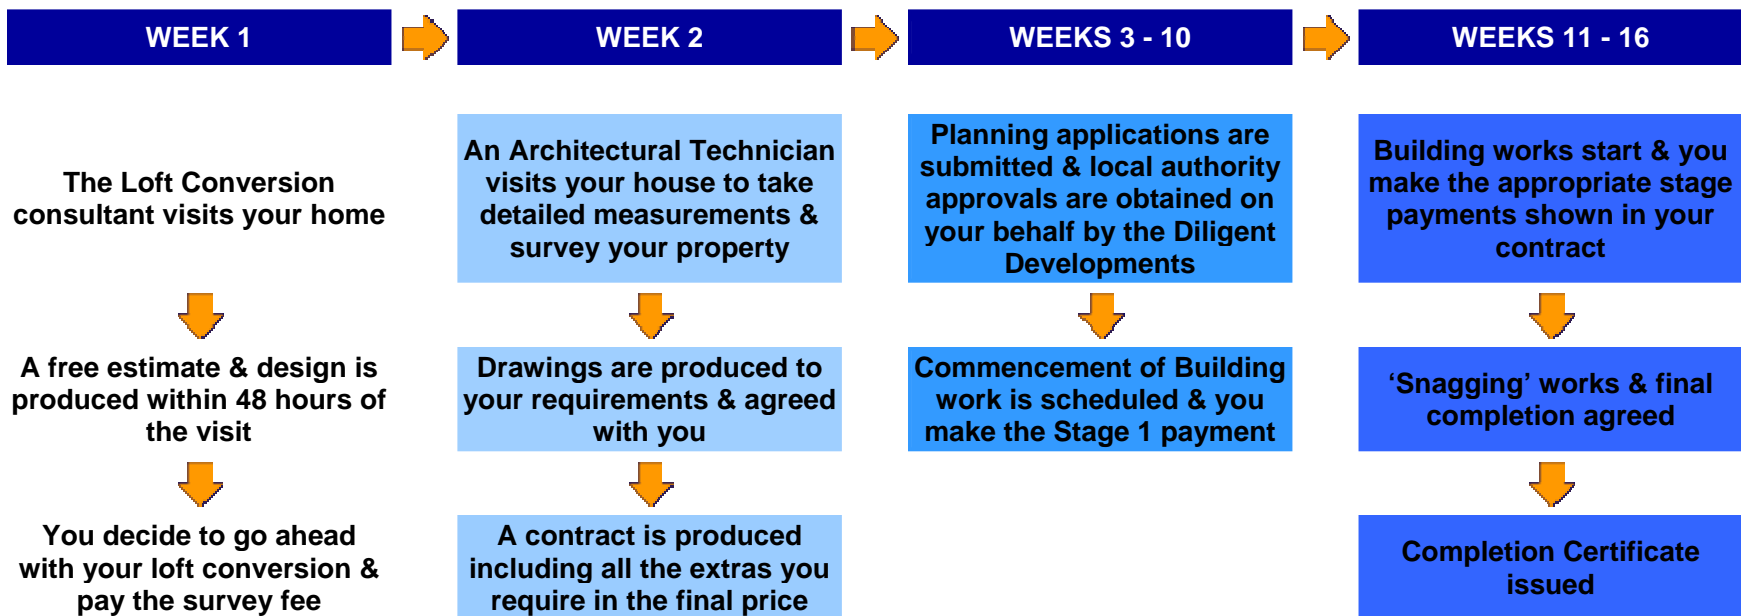 WEEK 1
WEEK 2
WEEKS 3 - 10
WEEKS 11 - 16
The Loft Conversion
consultant visits your home
A free estimate & design is
produced within 48 hours of
the visit
You decide to go ahead
with your loft conversion &
pay the survey fee
An Architectural Technician
visits your house to take
detailed measurements &
survey your property
Drawings are produced to
your requirements & agreed
with you
A contract is produced
including all the extras you
require in the final price
Planning applications are
submitted & local authority
approvals are obtained on
your behalf by the Diligent
Developments
Commencement of Building
work is scheduled & you
make the Stage 1 payment
Building works start & you
make the appropriate stage
payments shown in your
contract
‘Snagging’ works & final
completion agreed
Completion Certificate
issued